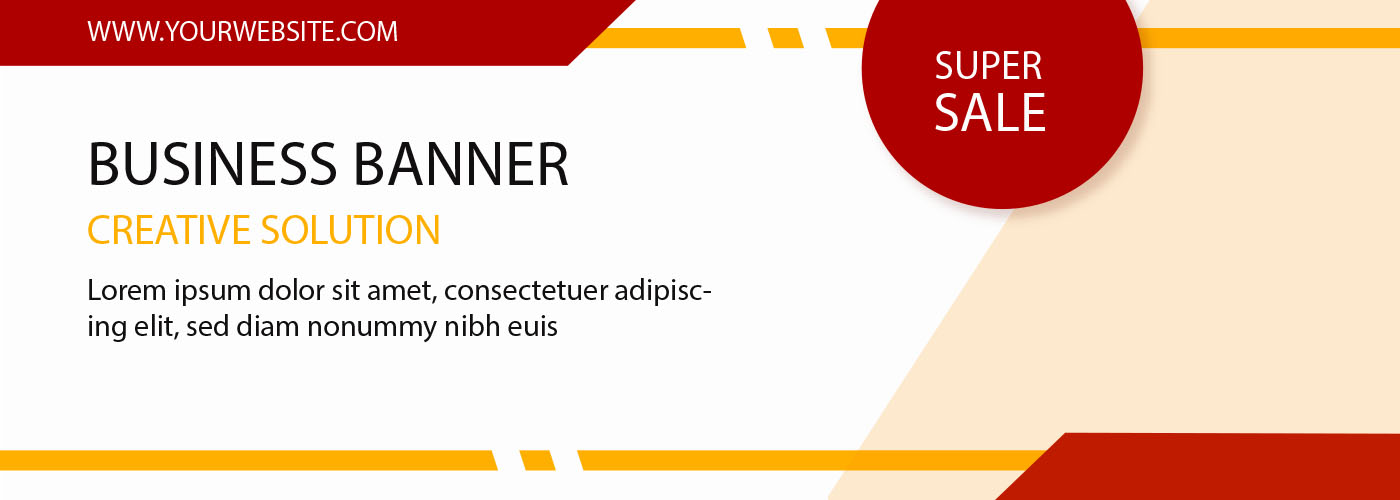 WWW.YOURWEBSITE.COM
SUPER
SALE
BUSINESS BANNER
CREATIVE SOLUTION
Lorem ipsum dolor sit amet, consectetuer adipisc-
ing elit, sed diam nonummy nibh euis